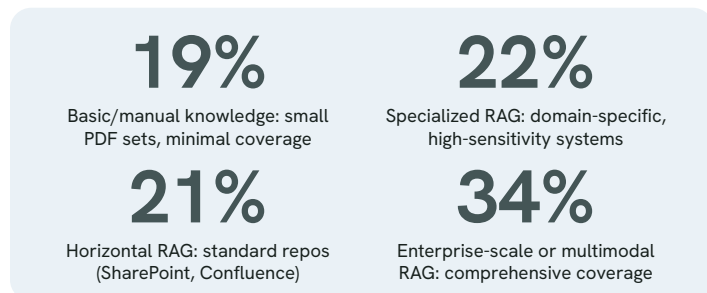 19%
Basic/manual knowledge: small
PDF sets, minimal coverage
22%
Specialized RAG: domain-specific,
high-sensitivity systems
21%
Horizontal RAG: standard repos
(SharePoint, Confluence)
34%
Enterprise-scale or multimodal
RAG: comprehensive coverage